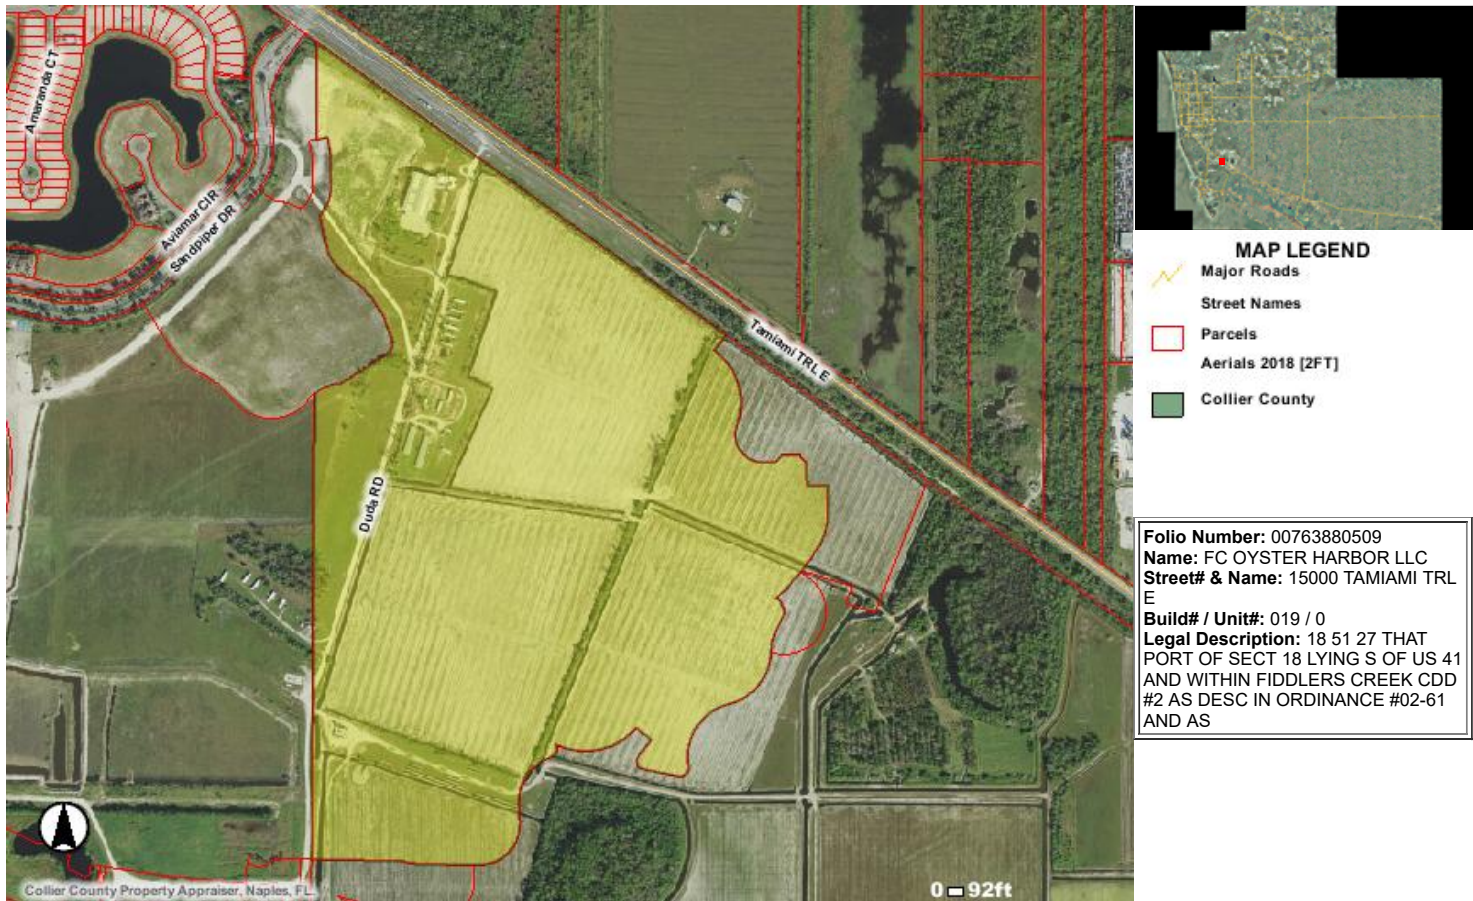 Amaranda CT
Aviamar CIR
Sandpiper DR
Tamiami TRL E
Duda RD
Collier County Property Appraiser, Naples, FL
0 92ft
MAP LEGEND
Major Roads
Street Names
Parcels
Aerials 2018 [2FT]
Collier County
Folio Number: 00763880509
Name: FC OYSTER HARBOR LLC
Street# & Name: 15000 TAMIAMI TRL
E
Build# / Unit#: 019 / 0
Legal Description: 18 51 27 THAT
PORT OF SECT 18 LYING S OF US 41
AND WITHIN FIDDLERS CREEK CDD
#2 AS DESC IN ORDINANCE #02-61
AND AS